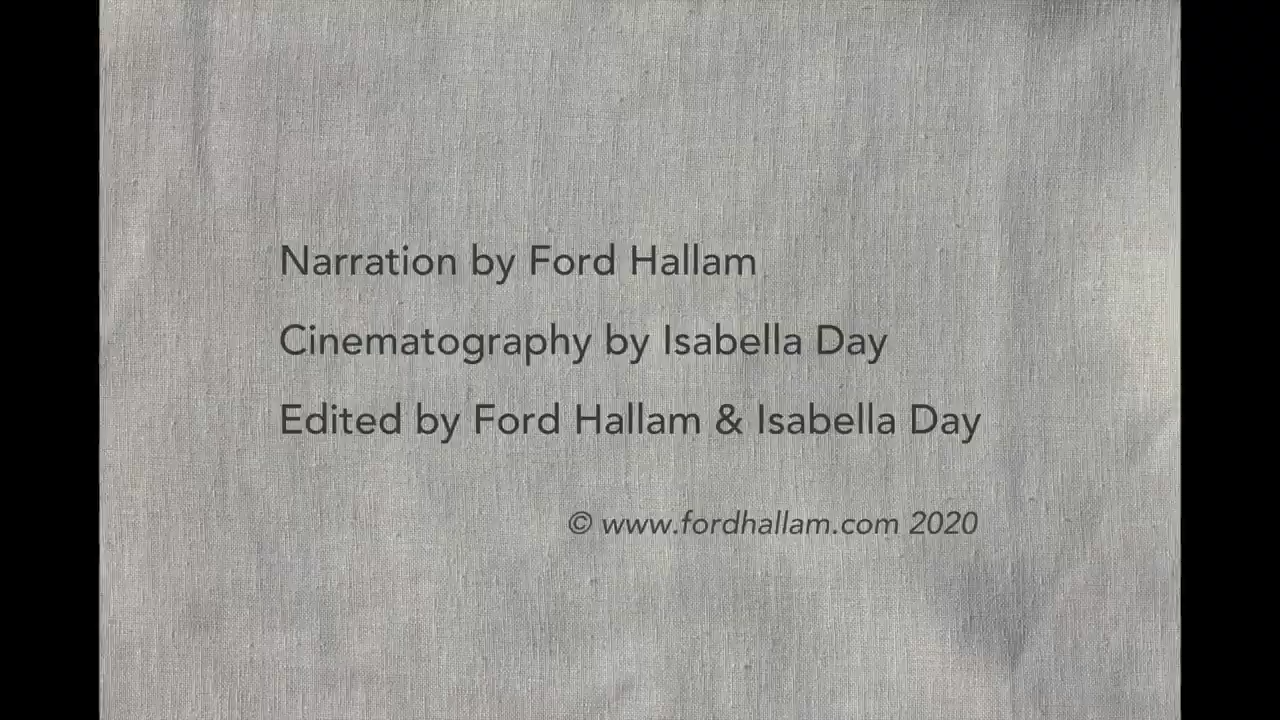 Narration by Ford Hallam
Cinematography by Isabella Day
Edited by Ford Hallam & Isabella Day
© www.fordhallam.com 2020